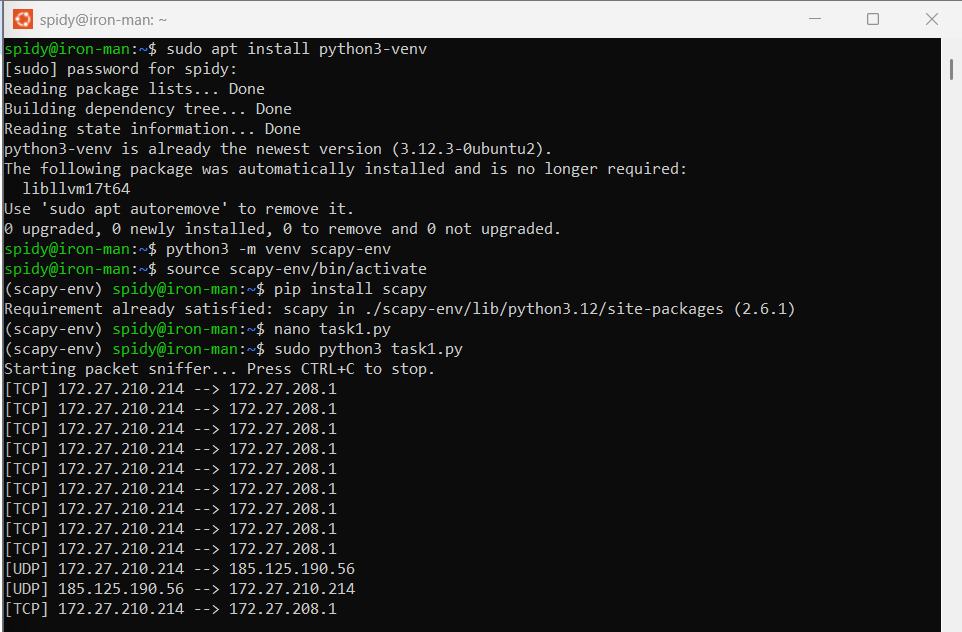 spidy@iron-man: ~
spidy@iron-man:~$ sudo apt install python3-venv
[sudo] password for spidy:
Reading package lists... Done
Building dependency tree... Done
Reading state information... Done
python3-venv is already the newest version (3.12.3-0ubuntu2).
The following package was automatically installed and is no longer required:
  libllvm17t64
Use 'sudo apt autoremove' to remove it.
0 upgraded, 0 newly installed, 0 to remove and 0 not upgraded.
spidy@iron-man:~$ python3 -m venv scapy-env
spidy@iron-man:~$ source scapy-env/bin/activate
(scapy-env) spidy@iron-man:~$ pip install scapy
Requirement already satisfied: scapy in ./scapy-env/lib/python3.12/site-packages (2.6.1)
(scapy-env) spidy@iron-man:~$ nano task1.py
(scapy-env) spidy@iron-man:~$ sudo python3 task1.py
Starting packet sniffer... Press CTRL+C to stop.
[TCP] 172.27.210.214 --> 172.27.208.1
[TCP] 172.27.210.214 --> 172.27.208.1
[TCP] 172.27.210.214 --> 172.27.208.1
[TCP] 172.27.210.214 --> 172.27.208.1
[TCP] 172.27.210.214 --> 172.27.208.1
[TCP] 172.27.210.214 --> 172.27.208.1
[TCP] 172.27.210.214 --> 172.27.208.1
[TCP] 172.27.210.214 --> 172.27.208.1
[TCP] 172.27.210.214 --> 172.27.208.1
[UDP] 172.27.210.214 --> 185.125.190.56
[UDP] 185.125.190.56 --> 172.27.210.214
[TCP] 172.27.210.214 --> 172.27.208.1